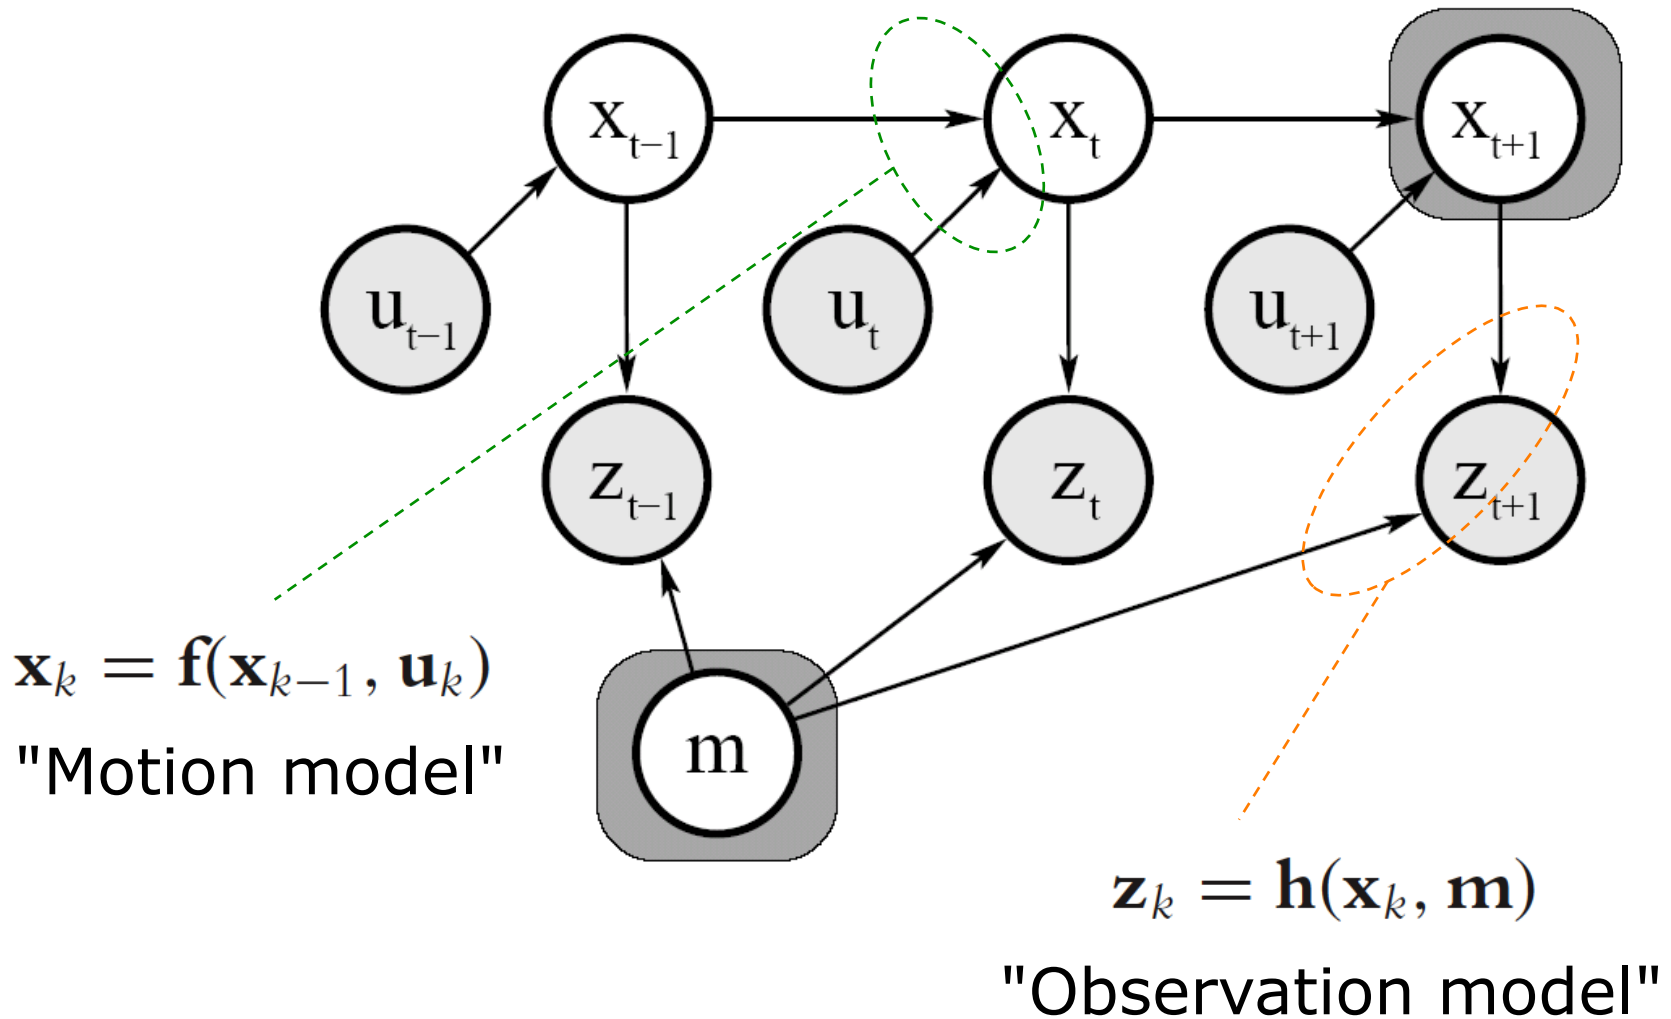 x_{t−1}
x_t
x_{t+1}
u_{t−1}
u_t
u_{t+1}
z_{t−1}
z_t
z_{t+1}
m
x_k = f(x_{k−1}, u_k)
"Motion model"
z_k = h(x_k, m)
"Observation model"